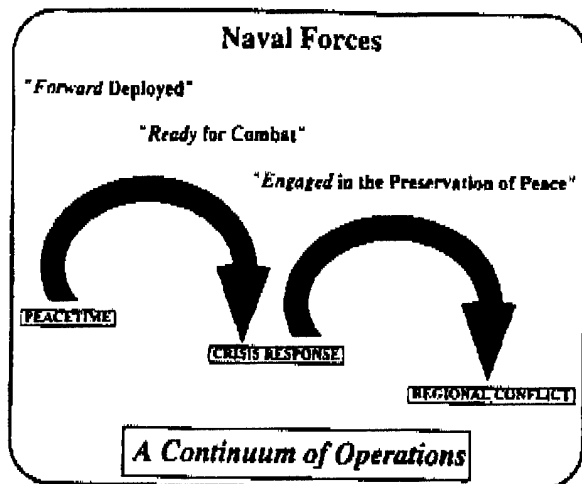 Naval Forces
"Forward Deployed"
"Ready for Combat"
"Engaged in the Preservation of Peace"
PEACETIME
CRISIS RESPONSE
REGIONAL CONFLICT
A Continuum of Operations